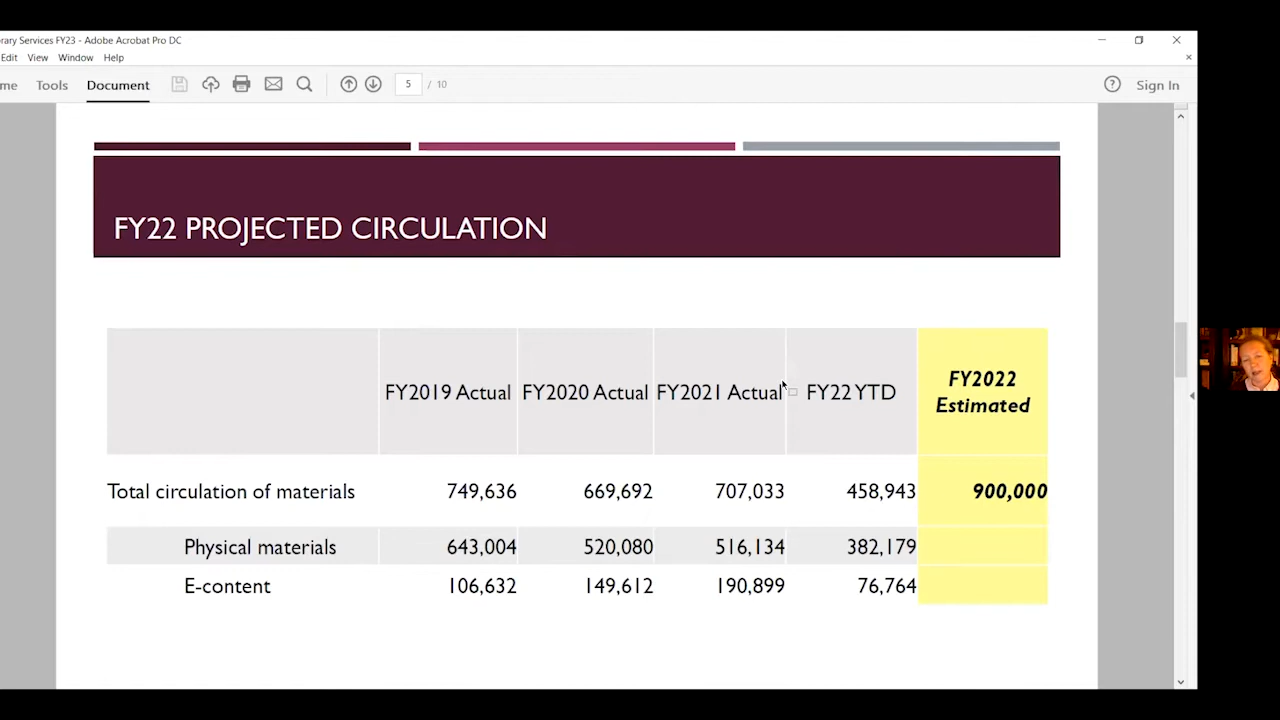 rary Services FY23 - Adobe Acrobat Pro DC
Edit View Window Help
me Tools Document 5 / 10 Sign In
FY22 PROJECTED CIRCULATION
FY2019 Actual FY2020 Actual FY2021 Actual FY22 YTD FY2022 Estimated
Total circulation of materials 749,636 669,692 707,033 458,943 900,000
Physical materials 643,004 520,080 516,134 382,179
E-content 106,632 149,612 190,899 76,764